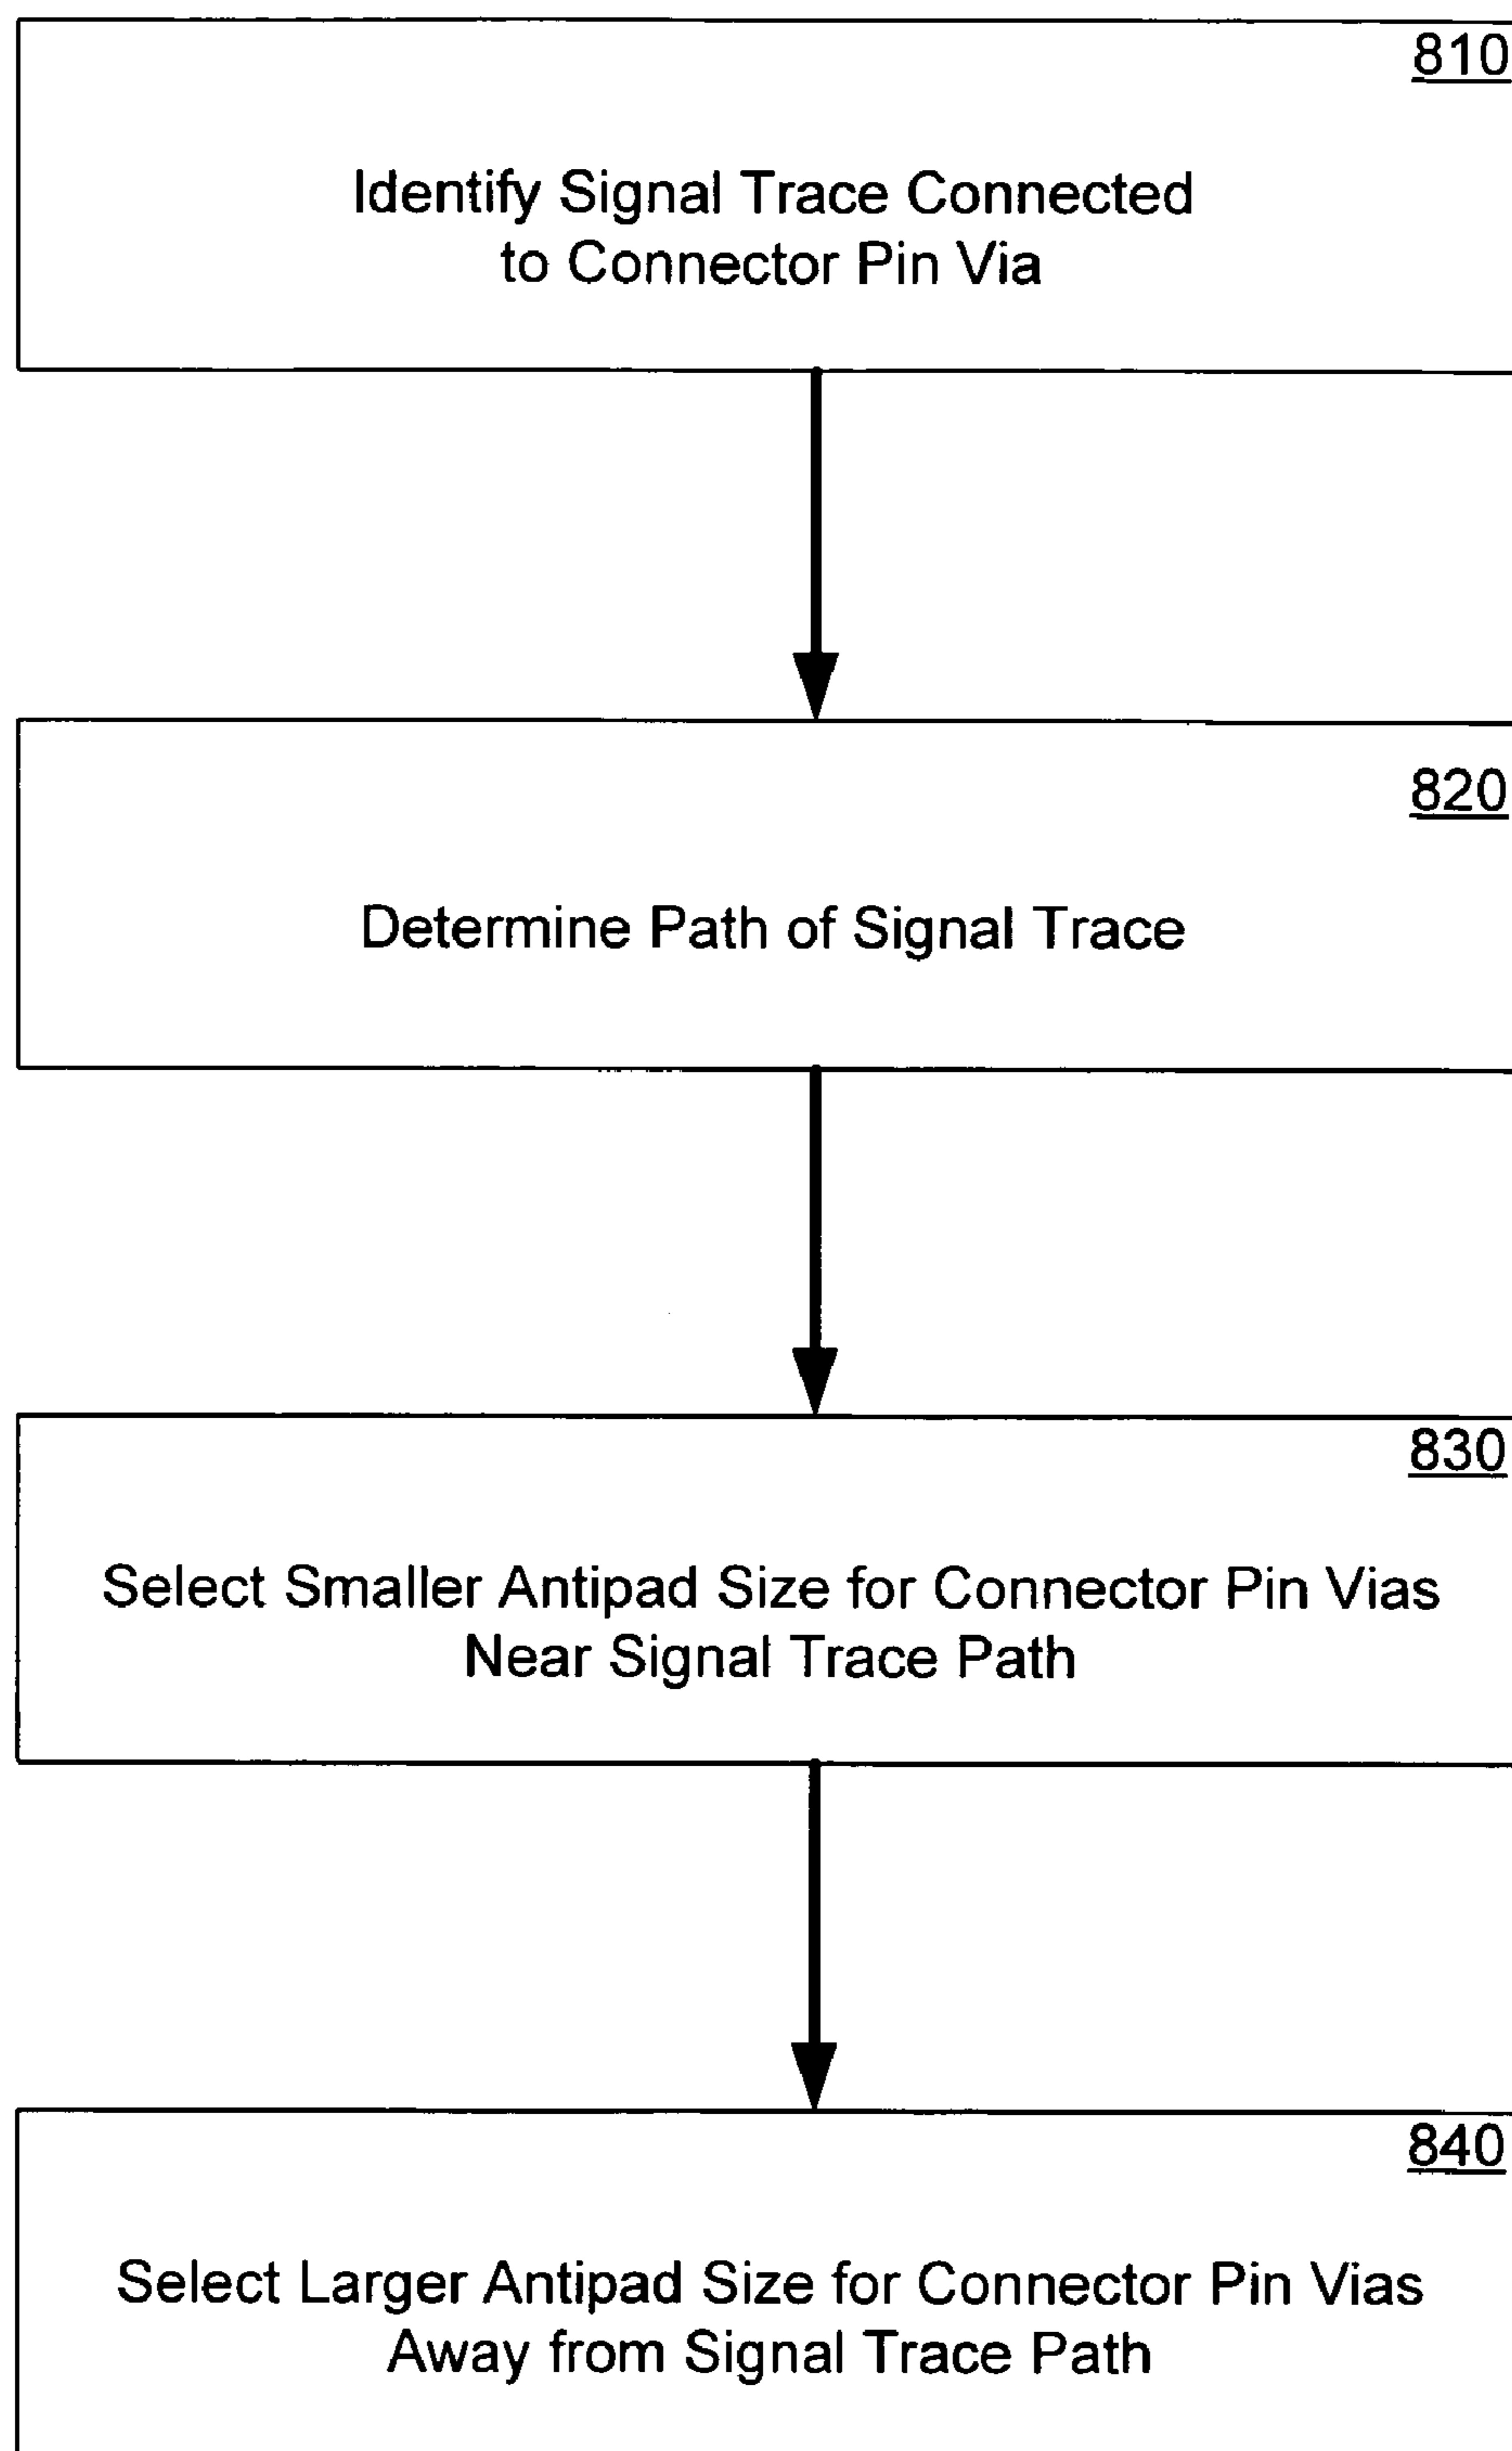 810
Identify Signal Trace Connected
to Connector Pin Via
820
Determine Path of Signal Trace
830
Select Smaller Antipad Size for Connector Pin Vias
Near Signal Trace Path
840
Select Larger Antipad Size for Connector Pin Vias
Away from Signal Trace Path